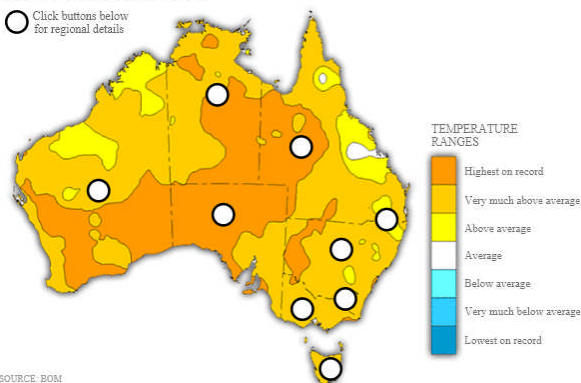 Click buttons below
for regional details
TEMPERATURE
RANGES
Highest on record
Very much above average
Above average
Average
Below average
Very much below average
Lowest on record
SOURCE: BOM